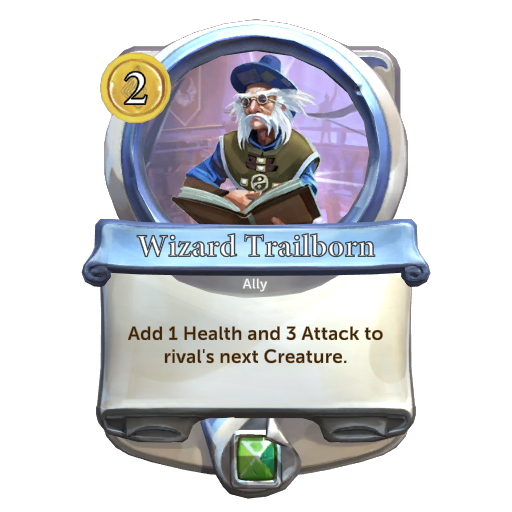 2
Wizard Trailborn
Ally
Add 1 Health and 3 Attack to
rival's next Creature.